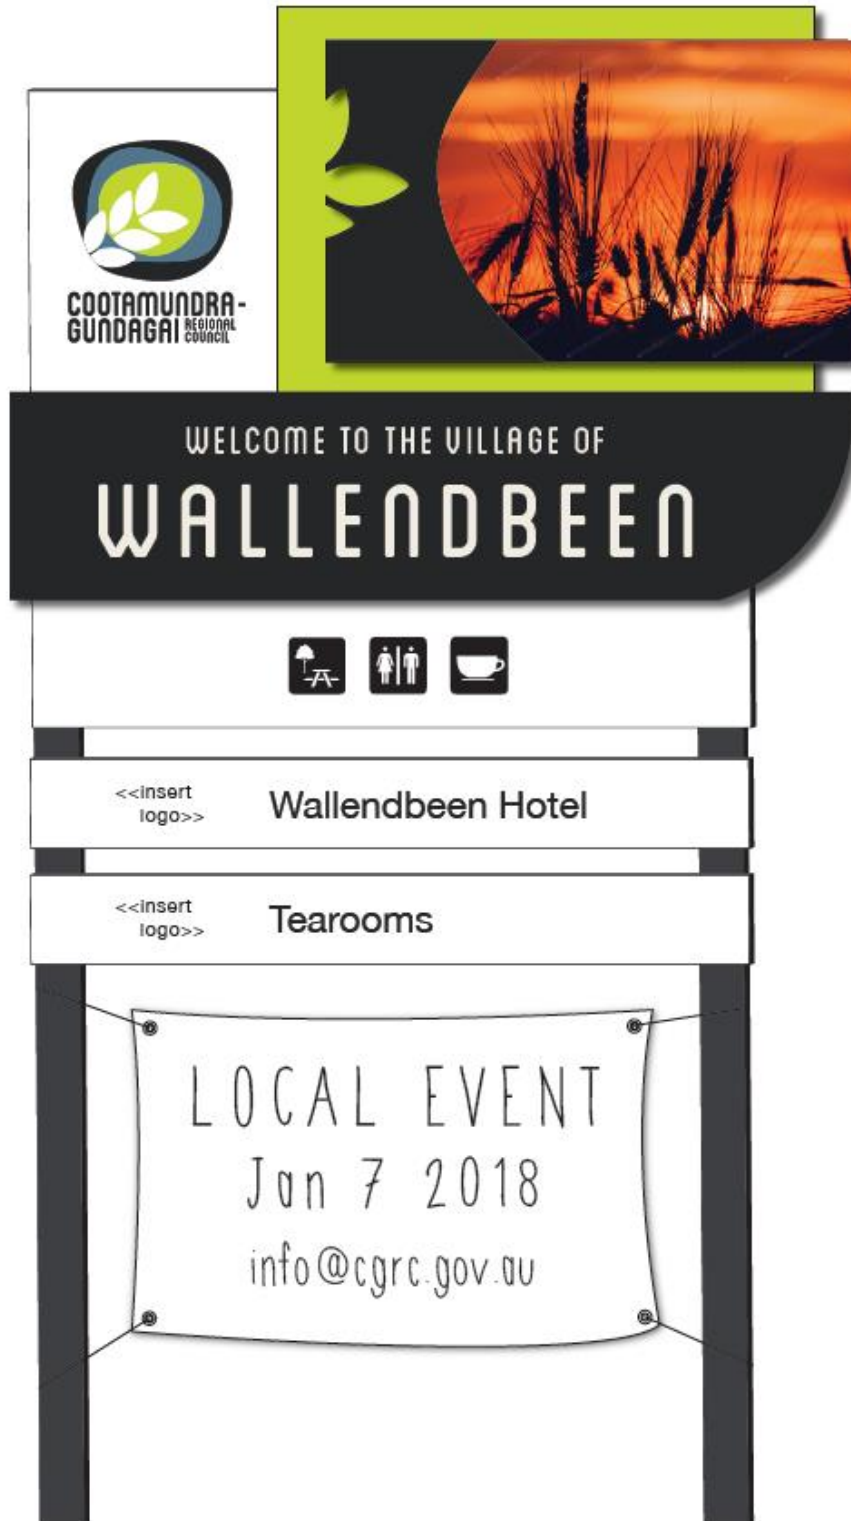 COOTAMUNDRA-
GUNDAGAI REGIONAL COUNCIL
WELCOME TO THE VILLAGE OF
WALLENDBEEN
<<insert
logo>>
Wallendbeen Hotel
<<insert
logo>>
Tearooms
LOCAL EVENT
Jan 7 2018
info@cgrc.gov.au